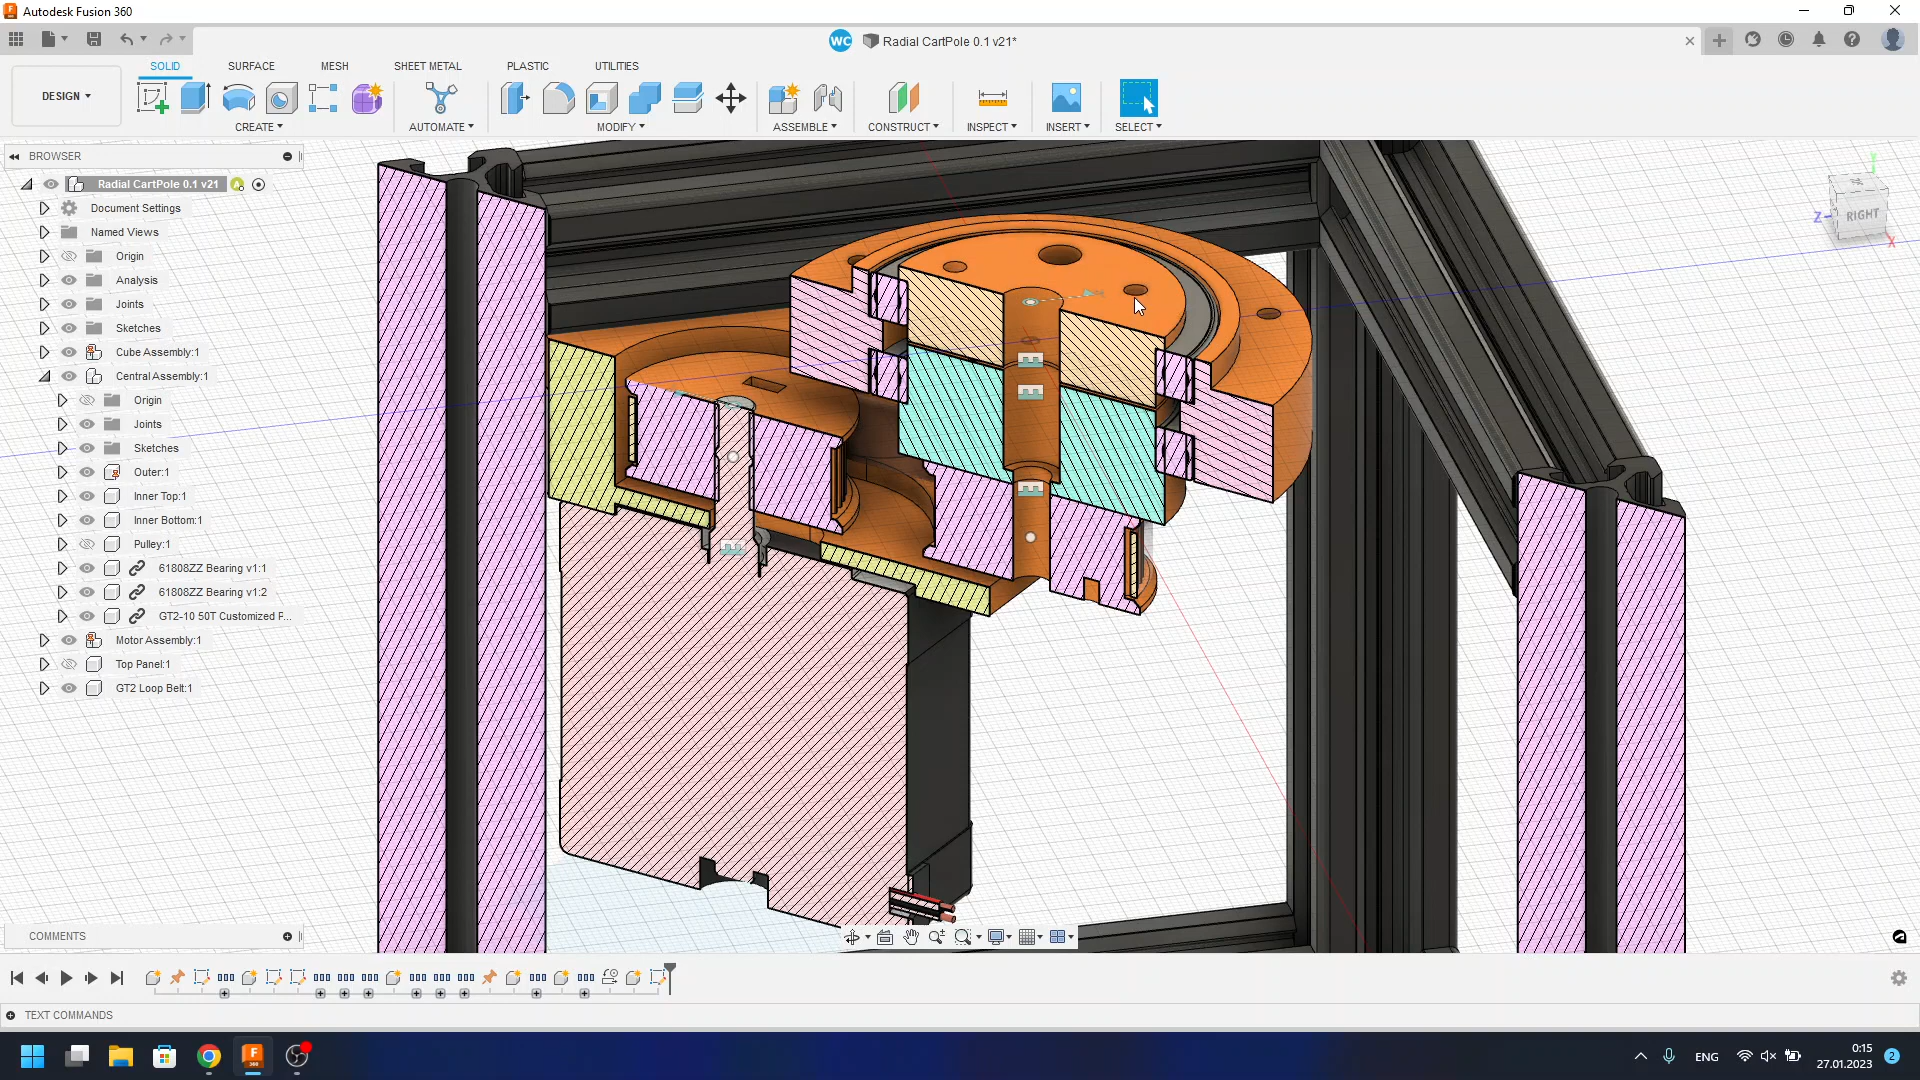 Autodesk Fusion 360
WC Radial CartPole 0.1 v21*
SOLID SURFACE MESH SHEET METAL PLASTIC UTILITIES
DESIGN
CREATE AUTOMATE MODIFY ASSEMBLE CONSTRUCT INSPECT INSERT SELECT
BROWSER
Radial CartPole 0.1 v21
Document Settings
Named Views
Origin
Analysis
Joints
Sketches
Cube Assembly:1
Central Assembly:1
Origin
Joints
Sketches
Outer:1
Inner Top:1
Inner Bottom:1
Pulley:1
61808ZZ Bearing v1:1
61808ZZ Bearing v1:2
GT2-10 50T Customized P...
Motor Assembly:1
Top Panel:1
GT2 Loop Belt:1
RIGHT
Z
X
Y
COMMENTS
TEXT COMMANDS
F
360
ENG
0:15
27.01.2023
2